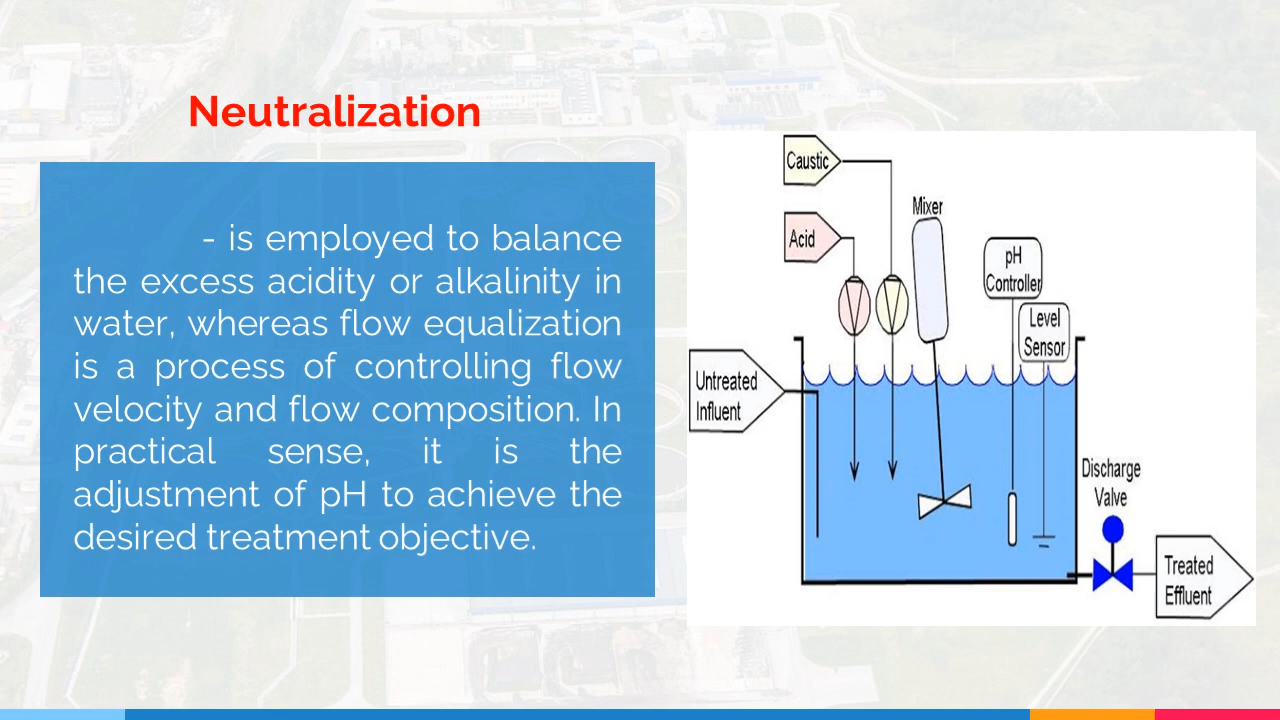 Neutralization
- is employed to balance
the excess acidity or alkalinity in
water, whereas flow equalization
is a process of controlling flow
velocity and flow composition. In
practical sense, it is the
adjustment of pH to achieve the
desired treatment objective.
Caustic
Acid
Mixer
pH
Controller
Level
Sensor
Untreated
Influent
Discharge
Valve
Treated
Effluent